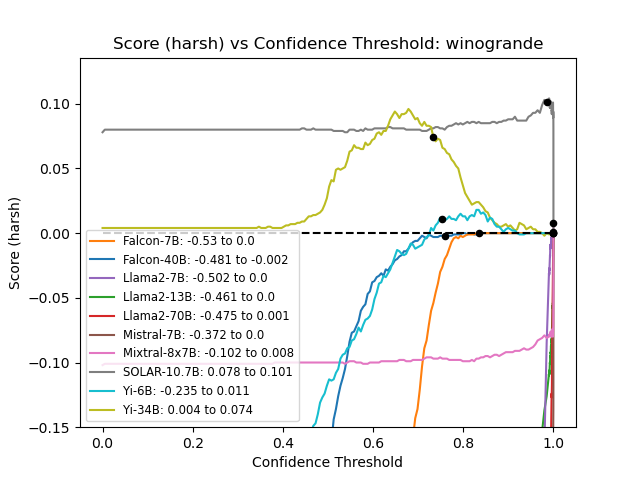 Score (harsh) vs Confidence Threshold: winogrande
Score (harsh)
0.10
0.05
0.00
−0.05
−0.10
−0.15
Falcon-7B: -0.53 to 0.0
Falcon-40B: -0.481 to -0.002
Llama2-7B: -0.502 to 0.0
Llama2-13B: -0.461 to 0.0
Llama2-70B: -0.475 to 0.001
Mistral-7B: -0.372 to 0.0
Mixtral-8x7B: -0.102 to 0.008
SOLAR-10.7B: 0.078 to 0.101
Yi-6B: -0.235 to 0.011
Yi-34B: 0.004 to 0.074
0.0 0.2 0.4 0.6 0.8 1.0
Confidence Threshold